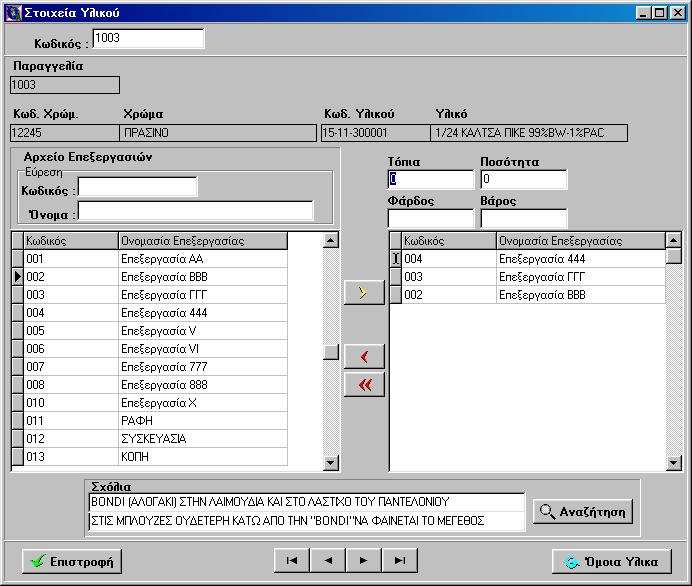 Στοιχεία Υλικού
Κωδικός : 1003
Παραγγελία
1003
Κωδ. Χρώμ. Χρώμα Κωδ. Υλικού Υλικό
12245 ΠΡΑΣΙΝΟ 15-11-300001 1/24 ΚΑΛΤΣΑ ΠΙΚΕ 99%BW-1%PAC
Αρχείο Επεξεργασιών
Εύρεση
Κωδικός :
Όνομα :
Τόπια Ποσότητα
0 0
Φάρδος Βάρος
Κωδικός Ονομασία Επεξεργασίας
001 Επεξεργασία ΑΑ
002 Επεξεργασία ΒΒΒ
003 Επεξεργασία ΓΓΓ
004 Επεξεργασία 444
005 Επεξεργασία V
006 Επεξεργασία VI
007 Επεξεργασία 777
008 Επεξεργασία 888
010 Επεξεργασία Χ
011 ΡΑΦΗ
012 ΣΥΣΚΕΥΑΣΙΑ
013 ΚΟΠΗ
Κωδικός Ονομασία Επεξεργασίας
004 Επεξεργασία 444
003 Επεξεργασία ΓΓΓ
002 Επεξεργασία ΒΒΒ
Σχόλια
BONDI (ΑΛΟΓΑΚΙ) ΣΤΗΝ ΛΑΙΜΟΥΔΙΑ ΚΑΙ ΣΤΟ ΛΑΣΤΙΧΟ ΤΟΥ ΠΑΝΤΕΛΟΝΙΟΥ
ΣΤΙΣ ΜΠΛΟΥΖΕΣ ΟΥΔΕΤΕΡΗ ΚΑΤΩ ΑΠΟ ΤΗΝ "BONDI"ΝΑ ΦΑΙΝΕΤΑΙ ΤΟ ΜΕΓΕΘΟΣ
Αναζήτηση
Επιστροφή
Όμοια Υλικα